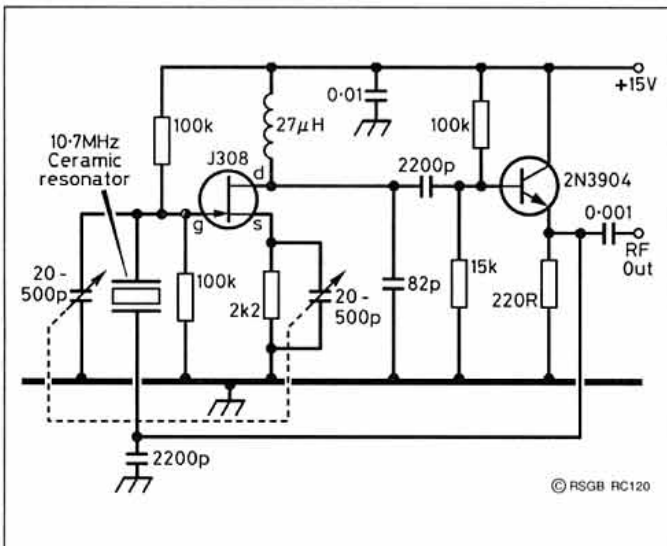 +15V
0·01
100k
27μH
100k
10·7MHz
Ceramic
resonator
J308
d
2200p
2N3904
g
s
0·001
RF
Out
20 -
500p
100k
2k2
20 -
500p
82p
15k
220R
2200p
© RSGB RC120